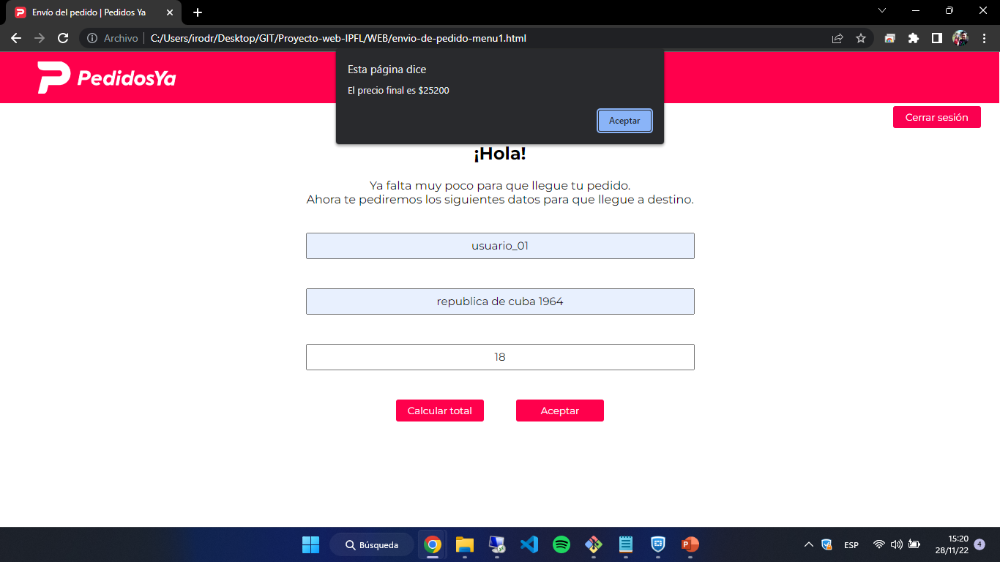 Envío del pedido | Pedidos Ya
Archivo C:/Users/irodr/Desktop/GIT/Proyecto-web-IPFL/WEB/envio-de-pedido-menu1.html
PedidosYa
Esta página dice
El precio final es $25200
Aceptar
Cerrar sesión
¡Hola!
Ya falta muy poco para que llegue tu pedido.
Ahora te pediremos los siguientes datos para que llegue a destino.
usuario_01
republica de cuba 1964
18
Calcular total Aceptar
Búsqueda
ESP
15:20
28/11/22
4